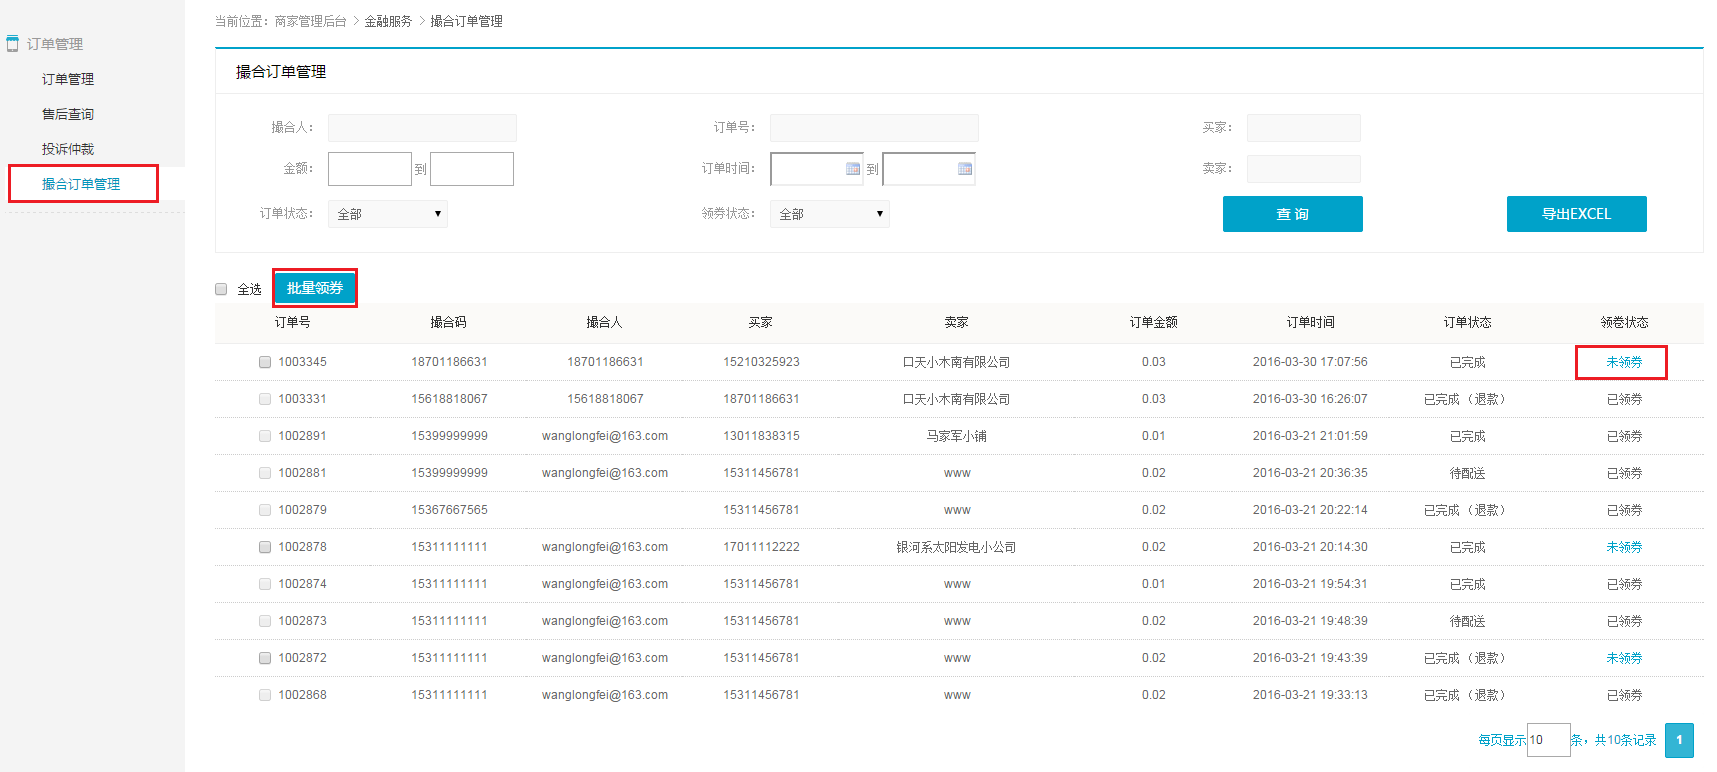 当前位置：商家管理后台 > 金融服务 > 撮合订单管理
订单管理
订单管理
售后查询
投诉仲裁
撮合订单管理
撮合订单管理
撮合人： 订单号： 买家：
金额： 到 订单时间： 到 卖家：
订单状态： 全部 领券状态： 全部 查 询 导出EXCEL
全选 批量领券
订单号 撮合码 撮合人 买家 卖家 订单金额 订单时间 订单状态 领卷状态
1003345 18701186631 18701186631 15210325923 口天小木南有限公司 0.03 2016-03-30 17:07:56 已完成 未领券
1003331 15618818067 15618818067 18701186631 口天小木南有限公司 0.03 2016-03-30 16:26:07 已完成（退款） 已领券
1002891 15399999999 wanglongfei@163.com 13011838315 马家军小铺 0.01 2016-03-21 21:01:59 已完成 已领券
1002881 15399999999 wanglongfei@163.com 15311456781 www 0.02 2016-03-21 20:36:35 待配送 已领券
1002879 15367667565 15311456781 www 0.02 2016-03-21 20:22:14 已完成（退款） 已领券
1002878 15311111111 wanglongfei@163.com 17011112222 银河系太阳发电小公司 0.02 2016-03-21 20:14:30 已完成 未领券
1002874 15311111111 wanglongfei@163.com 15311456781 www 0.01 2016-03-21 19:54:31 已完成 已领券
1002873 15311111111 wanglongfei@163.com 15311456781 www 0.02 2016-03-21 19:48:39 待配送 已领券
1002872 15311111111 wanglongfei@163.com 15311456781 www 0.02 2016-03-21 19:43:39 已完成（退款） 未领券
1002868 15311111111 wanglongfei@163.com 15311456781 www 0.02 2016-03-21 19:33:13 已完成（退款） 已领券
每页显示 10 条，共10条记录 1